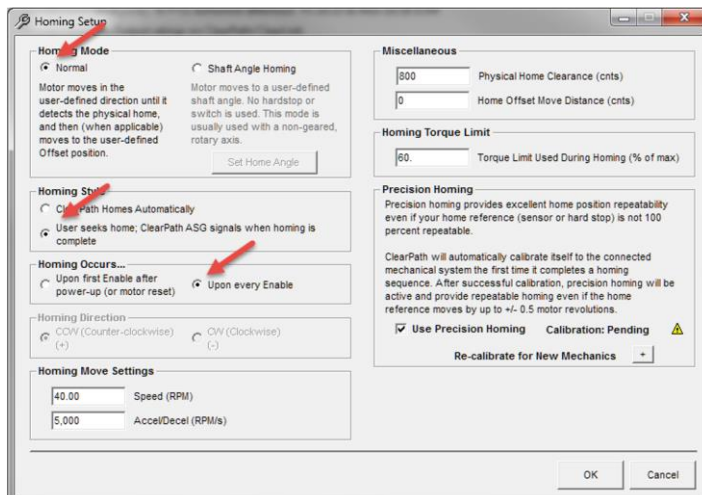 Homing Setup
Homing Mode
Normal
Motor moves in the
user-defined direction until it
detects the physical home,
and then (when applicable)
moves to the user-defined
Offset position.
Shaft Angle Homing
Motor moves to a user-defined
shaft angle. No hardstop or
switch is used. This mode is
usually used with a non-geared,
rotary axis.
Set Home Angle
Homing Style
ClearPath Homes Automatically
User seeks home; ClearPath ASG signals when homing is
complete
Homing Occurs...
Upon first Enable after
power-up (or motor reset)
Upon every Enable
Homing Direction
CCW (Counter-clockwise)
(+)
CW (Clockwise)
(-)
Homing Move Settings
40.00 Speed (RPM)
5,000 Accel/Decel (RPM/s)
Miscellaneous
800 Physical Home Clearance (cnts)
0 Home Offset Move Distance (cnts)
Homing Torque Limit
60. Torque Limit Used During Homing (% of max)
Precision Homing
Precision homing provides excellent home position repeatability
even if your home reference (sensor or hard stop) is not 100
percent repeatable.
ClearPath will automatically calibrate itself to the connected
mechanical system the first time it completes a homing
sequence. After successful calibration, precision homing will be
active and provide repeatable homing even if the home
reference moves by up to +/- 0.5 motor revolutions.
Use Precision Homing Calibration: Pending
Re-calibrate for New Mechanics +
OK Cancel